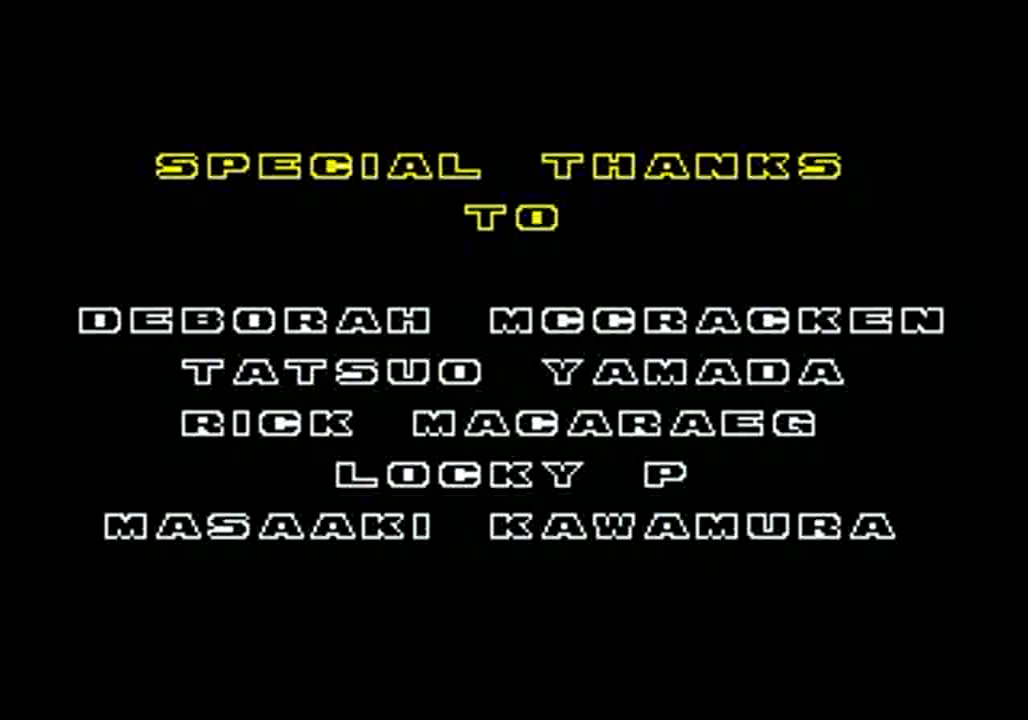 SPECIAL THANKS
TO
DEBORAH MCCRACKEN
TATSUO YAMADA
RICK MACARAEG
LOCKY P
MASAAKI KAWAMURA